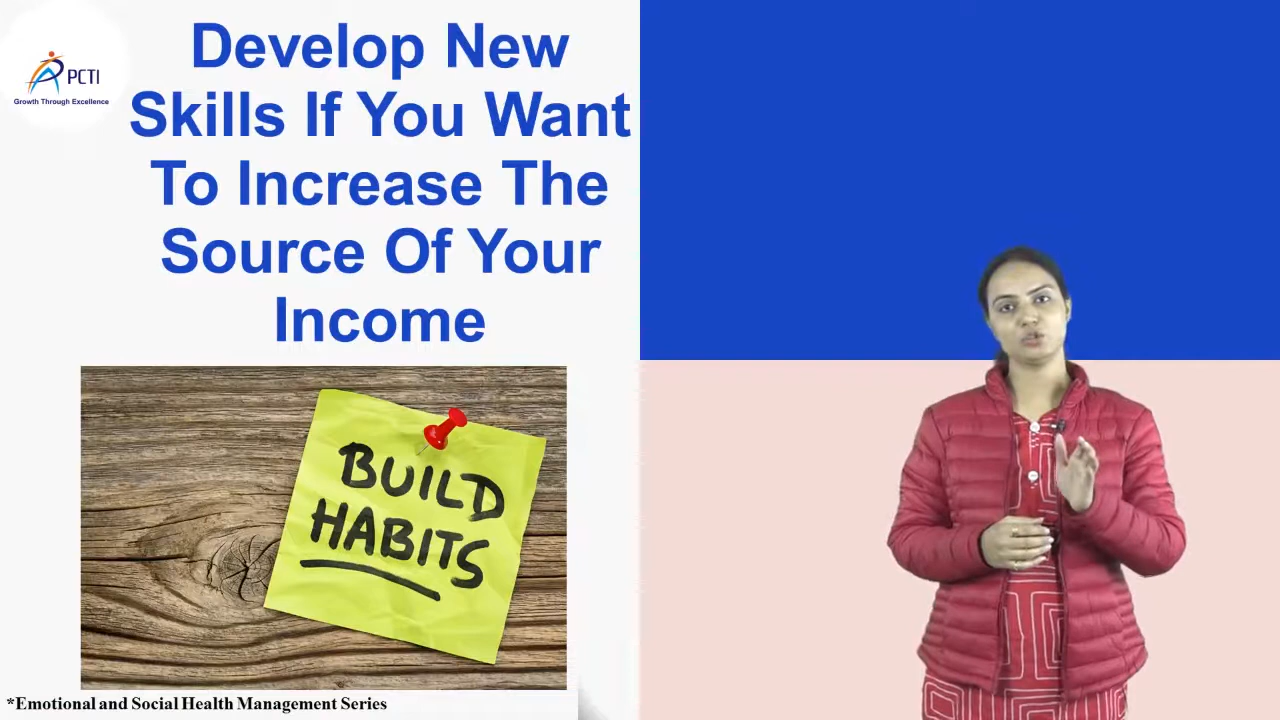 PCTI
Growth Through Excellence
Develop New
Skills If You Want
To Increase The
Source Of Your
Income
BUILD
HABITS
*Emotional and Social Health Management Series